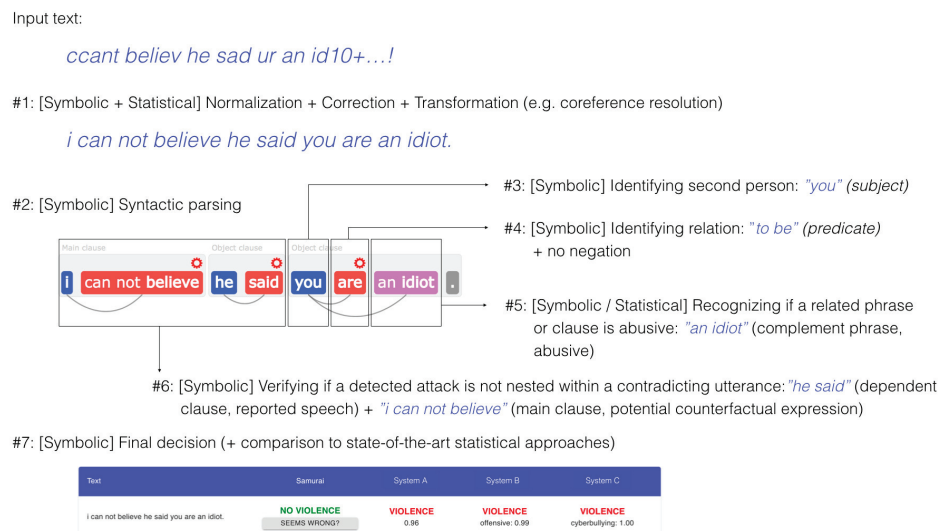 Input text:
ccant believ he sad ur an id10+...!
#1: [Symbolic + Statistical] Normalization + Correction + Transformation (e.g. coreference resolution)
i can not believe he said you are an idiot.
#2: [Symbolic] Syntactic parsing
#3: [Symbolic] Identifying second person: "you" (subject)
#4: [Symbolic] Identifying relation: "to be" (predicate)
+ no negation
Main clause Object clause Object clause
i can not believe he said you are an idiot .
#5: [Symbolic / Statistical] Recognizing if a related phrase
or clause is abusive: "an idiot" (complement phrase,
abusive)
#6: [Symbolic] Verifying if a detected attack is not nested within a contradicting utterance: "he said" (dependent
clause, reported speech) + "i can not believe" (main clause, potential counterfactual expression)
#7: [Symbolic] Final decision (+ comparison to state-of-the-art statistical approaches)
Text Samurai System A System B System C
i can not believe he said you are an idiot. NO VIOLENCE VIOLENCE VIOLENCE VIOLENCE
SEEMS WRONG? 0.96 offensive: 0.99 cyberbullying: 1.00